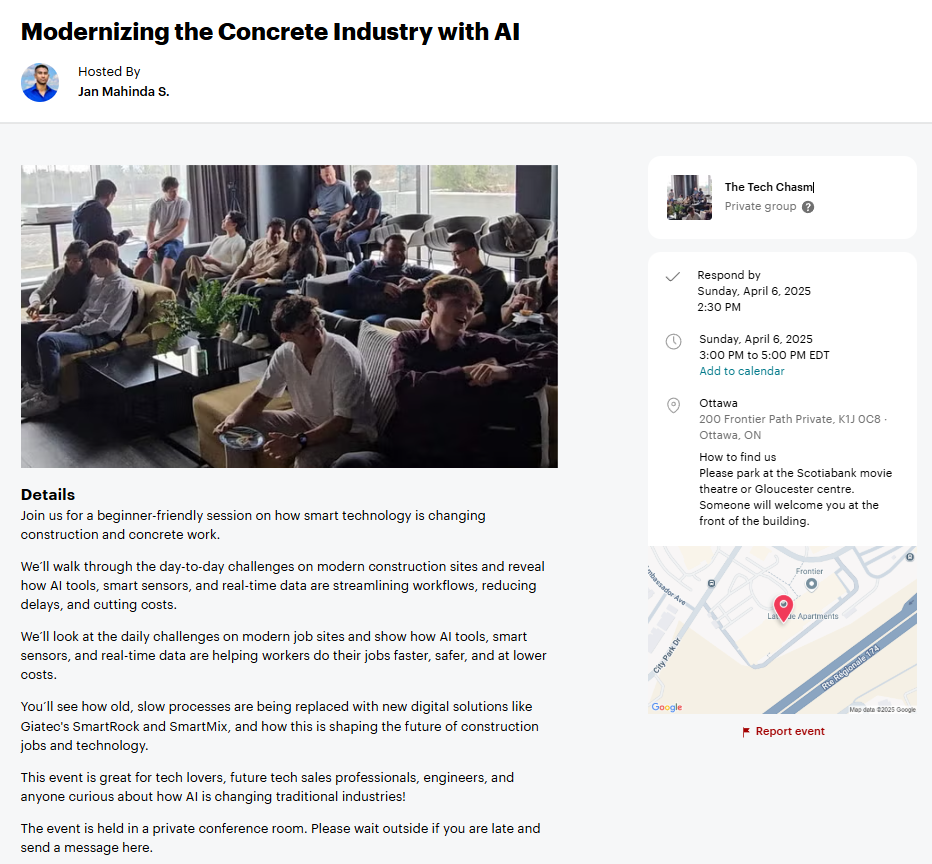 Modernizing the Concrete Industry with AI
Hosted By
Jan Mahinda S.
The Tech Chasm
Private group ?
Respond by
Sunday, April 6, 2025
2:30 PM
Sunday, April 6, 2025
3:00 PM to 5:00 PM EDT
Add to calendar
Ottawa
200 Frontier Path Private, K1J 0C8 ·
Ottawa, ON
How to find us
Please park at the Scotiabank movie
theatre or Gloucester centre.
Someone will welcome you at the
front of the building.
Frontier
Apartments
City Park Dr
Rte Regionale 174
Google
Map data ©2025 Google
Report event
Details
Join us for a beginner-friendly session on how smart technology is changing
construction and concrete work.
We’ll walk through the day-to-day challenges on modern construction sites and reveal
how AI tools, smart sensors, and real-time data are streamlining workflows, reducing
delays, and cutting costs.
We’ll look at the daily challenges on modern job sites and show how AI tools, smart
sensors, and real-time data are helping workers do their jobs faster, safer, and at lower
costs.
You’ll see how old, slow processes are being replaced with new digital solutions like
Giatec's SmartRock and SmartMix, and how this is shaping the future of construction
jobs and technology.
This event is great for tech lovers, future tech sales professionals, engineers, and
anyone curious about how AI is changing traditional industries!
The event is held in a private conference room. Please wait outside if you are late and
send a message here.